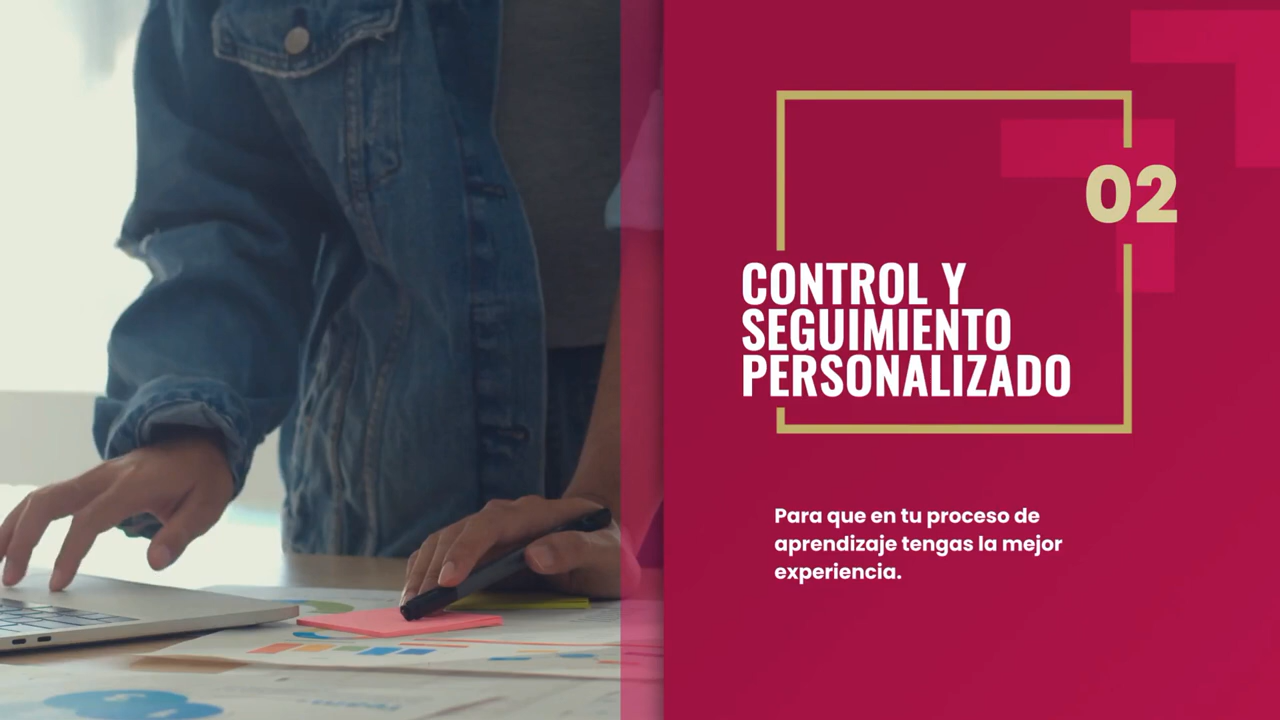 02
CONTROL Y
SEGUIMIENTO
PERSONALIZADO
Para que en tu proceso de
aprendizaje tengas la mejor
experiencia.